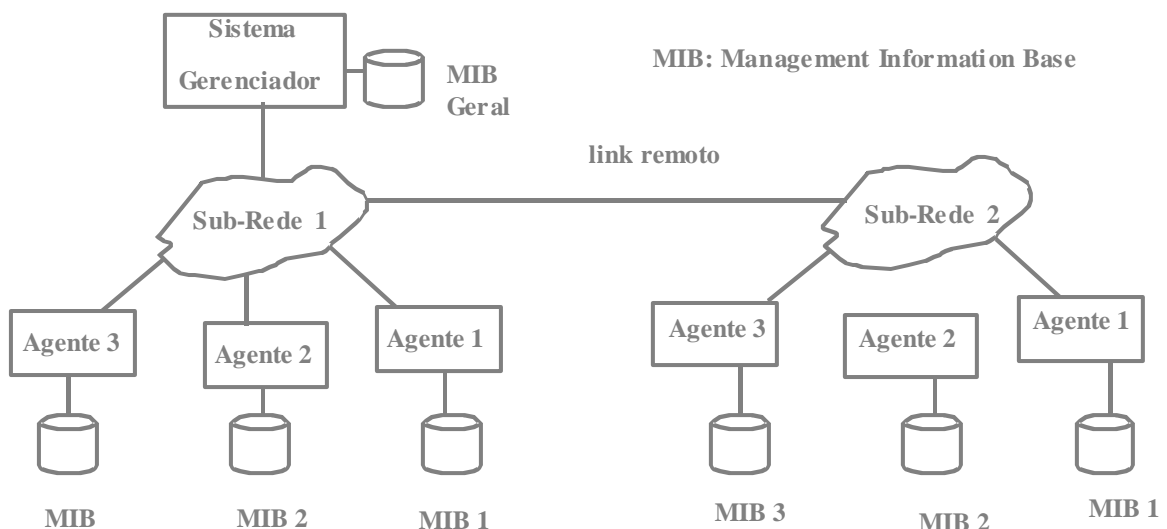 Sistema
Gerenciador
MIB
Geral
MIB: Management Information Base
link remoto
Sub-Rede 1
Sub-Rede 2
Agente 3
Agente 2
Agente 1
Agente 3
Agente 2
Agente 1
MIB
MIB 2
MIB 1
MIB 3
MIB 2
MIB 1